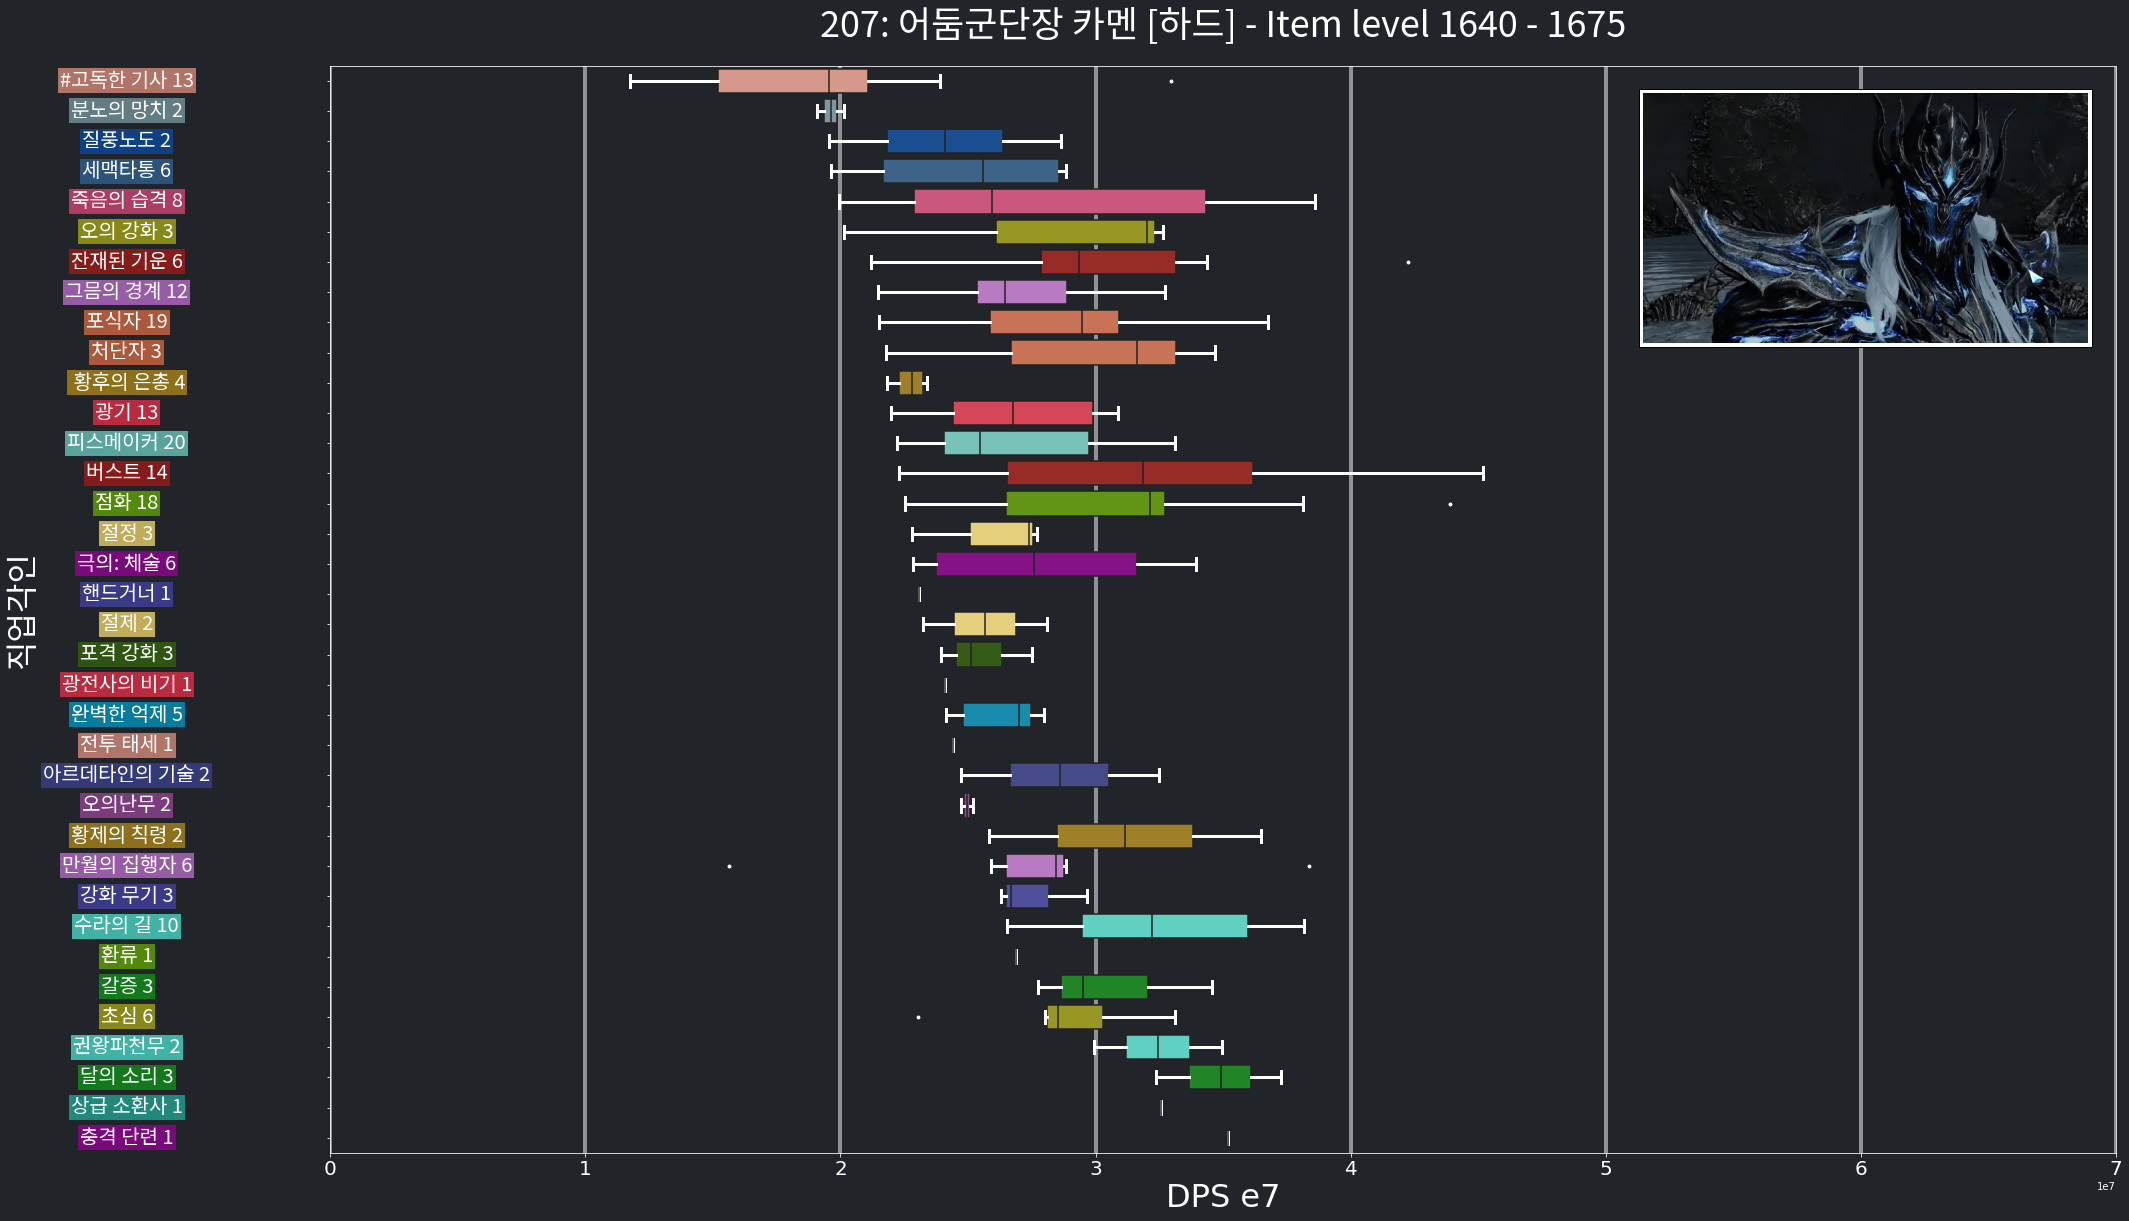 207: 어둠군단장 카멘 [하드] - Item level 1640 - 1675
#고독한 기사 13
분노의 망치 2
질풍노도 2
세맥타통 6
죽음의 습격 8
오의 강화 3
잔재된 기운 6
그믐의 경계 12
포식자 19
처단자 3
황후의 은총 4
광기 13
피스메이커 20
버스트 14
점화 18
절정 3
극의: 체술 6
핸드거너 1
절제 2
포격 강화 3
광전사의 비기 1
완벽한 억제 5
전투 태세 1
아르데타인의 기술 2
오의난무 2
황제의 칙령 2
만월의 집행자 6
강화 무기 3
수라의 길 10
환류 1
갈증 3
초심 6
권왕파천무 2
달의 소리 3
상급 소환사 1
충격 단련 1
직업각인
0 1 2 3 4 5 6 7
1e7
DPS e7